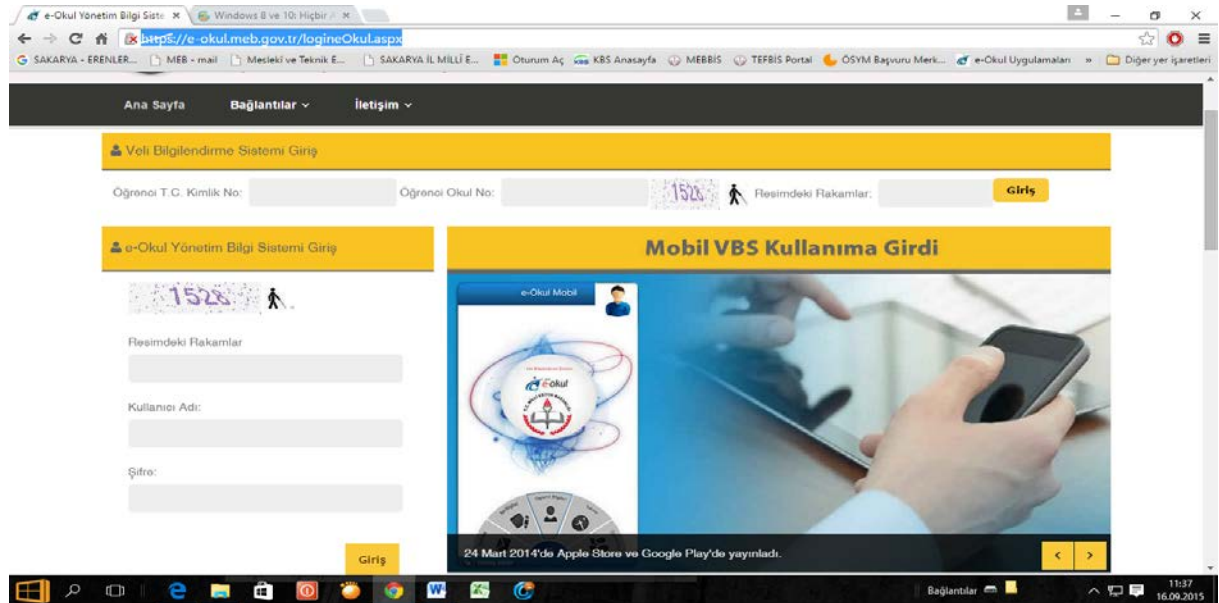 e-Okul Yönetim Bilgi Siste
Windows 8 ve 10: Hiçbir
https://e-okul.meb.gov.tr/logineOkul.aspx
SAKARYA - ERENLER... MEB - mail Mesleki ve Teknik E... SAKARYA İL MİLLÎ E... Oturum Aç KBS Anasayfa MEBBİS TEFBİS Portal ÖSYM Başvuru Merk... e-Okul Uygulamaları » Diğer yer işaretleri
Ana Sayfa Bağlantılar İletişim
Veli Bilgilendirme Sistemi Giriş
Öğrenci T.C. Kimlik No: Öğrenci Okul No: 1528 Resimdeki Rakamlar: Giriş
e-Okul Yönetim Bilgi Sistemi Giriş
Mobil VBS Kullanıma Girdi
1528
Resimdeki Rakamlar
Kullanıcı Adı:
Şifre:
Giriş
e-Okul Mobil
e-okul
24 Mart 2014'de Apple Store ve Google Play'de yayınladı.
Bağlantılar
11:37
16.09.2015